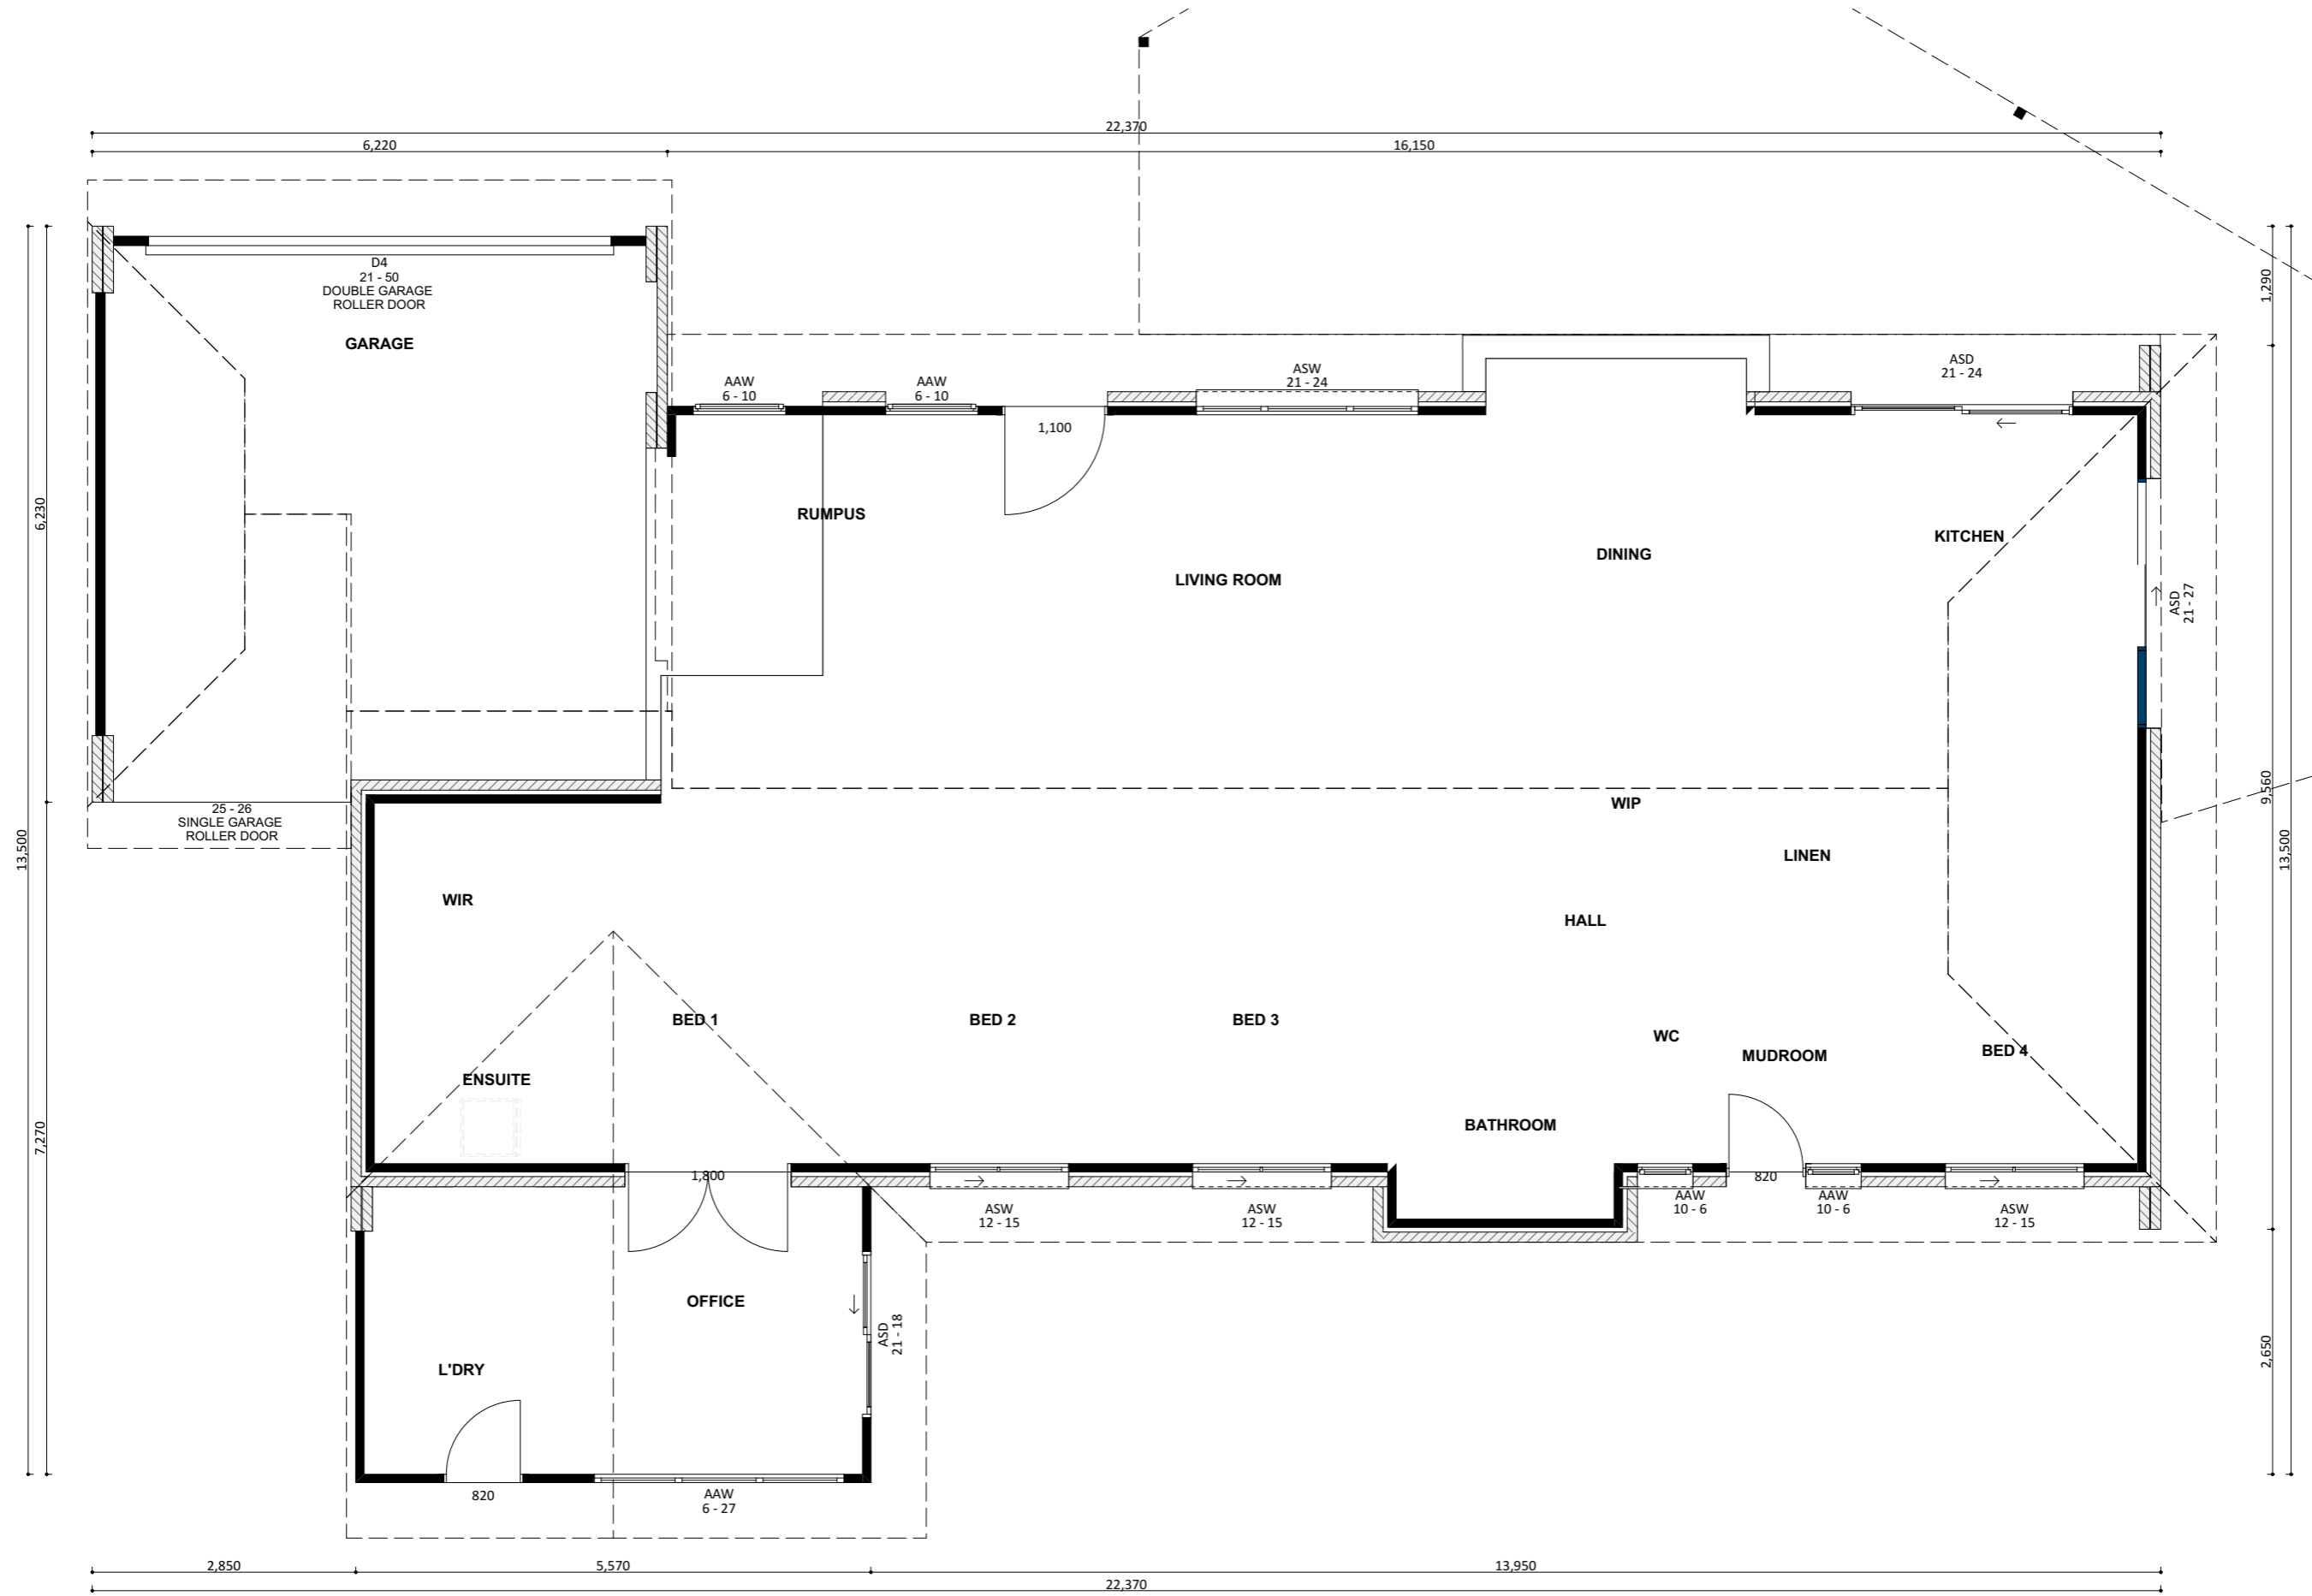 22,370
6,220
16,150
D4
21 - 50
DOUBLE GARAGE
ROLLER DOOR
GARAGE
1,290
AAW
6 - 10
AAW
6 - 10
ASW
21 - 24
ASD
21 - 24
1,100
RUMPUS
LIVING ROOM
DINING
KITCHEN
6,230
ASD
21 - 27
25 - 26
SINGLE GARAGE
ROLLER DOOR
WIP
9,560
13,500
13,500
LINEN
WIR
HALL
BED 1
BED 2
BED 3
WC
MUDROOM
BED 4
ENSUITE
BATHROOM
7,270
1,800
820
ASW
12 - 15
ASW
12 - 15
AAW
10 - 6
AAW
10 - 6
ASW
12 - 15
OFFICE
ASD
21 - 18
2,650
L'DRY
820
AAW
6 - 27
2,850
5,570
13,950
22,370